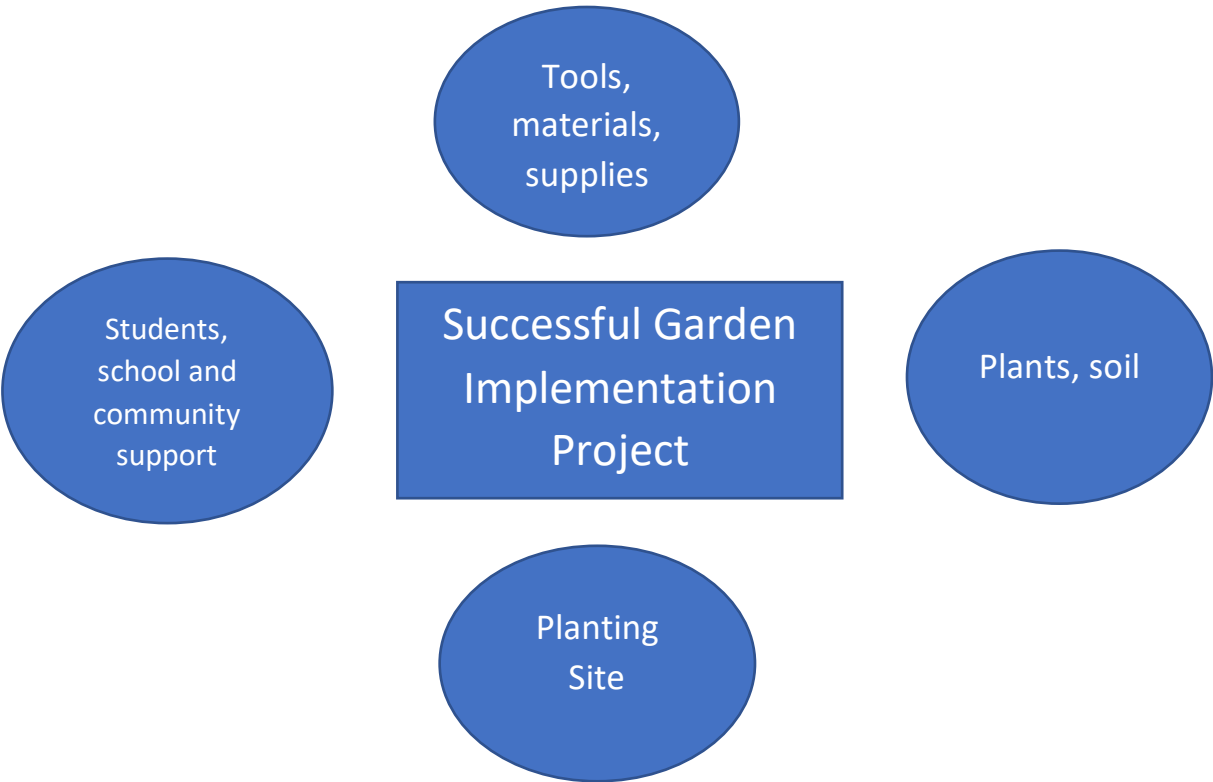 Tools,
materials,
supplies
Students,
school and
community
support
Successful Garden
Implementation
Project
Plants, soil
Planting
Site